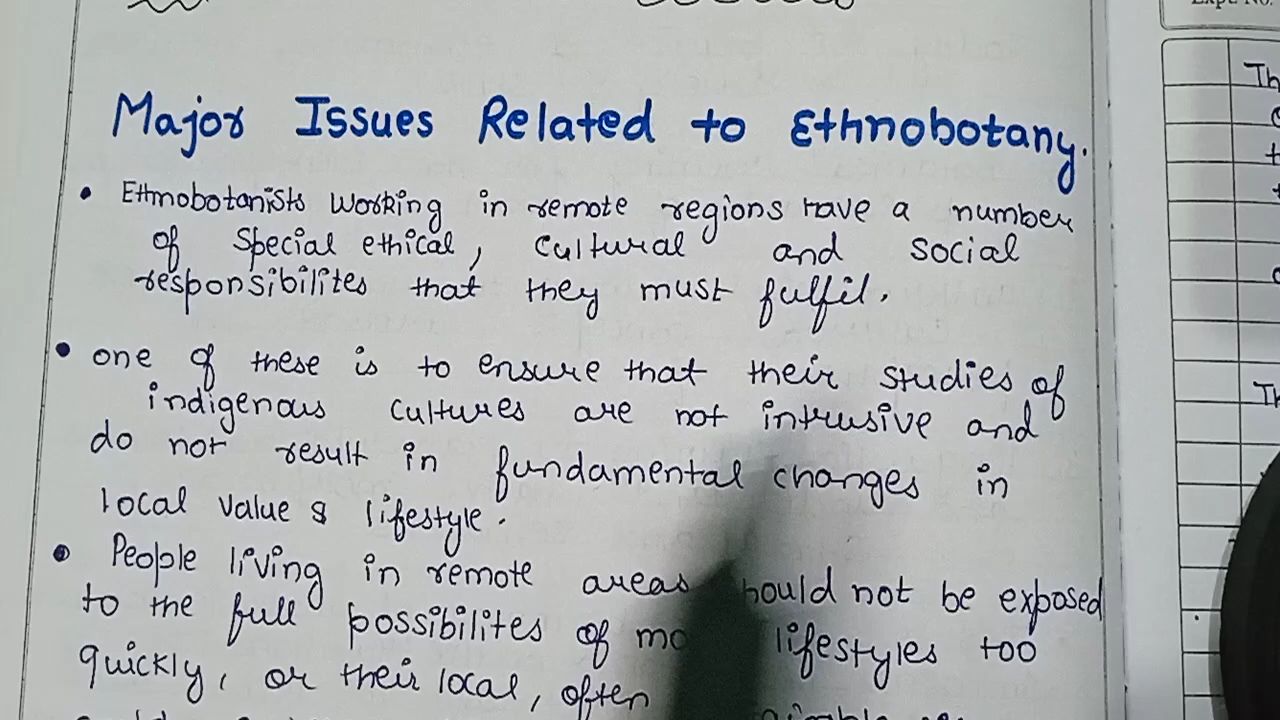 Major Issues Related to Ethnobotany.
• Ethnobotanists working in remote regions have a number
of special ethical, cultural and social
responsibilites that they must fulfil.
• one of these is to ensure that their studies of
indigenous cultures are not intrusive and
do not result in fundamental changes in
local value & lifestyle.
• People living in remote areas should not be exposed
to the full possibilites of lifestyles too
quickly, or their local, often
Th
Th